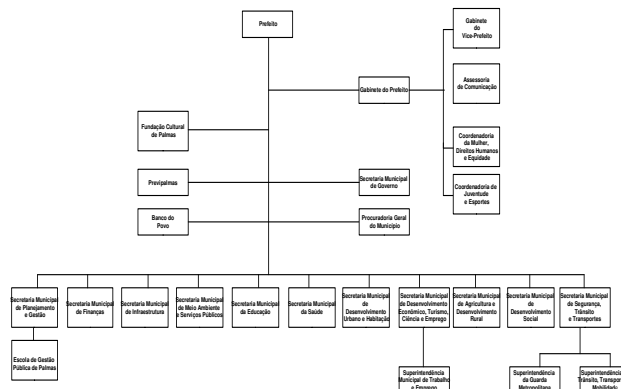 Prefeito
Gabinete
do
Vice-Prefeito
Gabinete do Prefeito
Assessoria
de Comunicação
Fundação Cultural
de Palmas
Coordenadoria
da Mulher,
Direitos Humanos
e Equidade
Previpalmas
Secretaria Municipal
de Governo
Coordenadoria de
Juventude
e Esportes
Banco do
Povo
Procuradoria Geral
do Município
Secretaria Municipal
de Planejamento
e Gestão
Secretaria Municipal
de Finanças
Secretaria Municipal
de Infraestrutura
Secretaria Municipal
de Meio Ambiente
e Serviços Públicos
Secretaria Municipal
da Educação
Secretaria Municipal
da Saúde
Secretaria Municipal
de
Desenvolvimento
Urbano e Habitação
Secretaria Municipal
de Desenvolvimento
Econômico, Turismo,
Ciência e Emprego
Secretaria Municipal
de Agricultura e
Desenvolvimento
Rural
Secretaria Municipal
de
Desenvolvimento
Social
Secretaria Municipal
de Segurança,
Trânsito
e Transportes
Escola de Gestão
Pública de Palmas
Superintendência
Municipal de Trabalho
e Emprego
Superintendência
da Guarda
Metropolitana
Superintendência
Trânsito, Transpor
Mobilidade